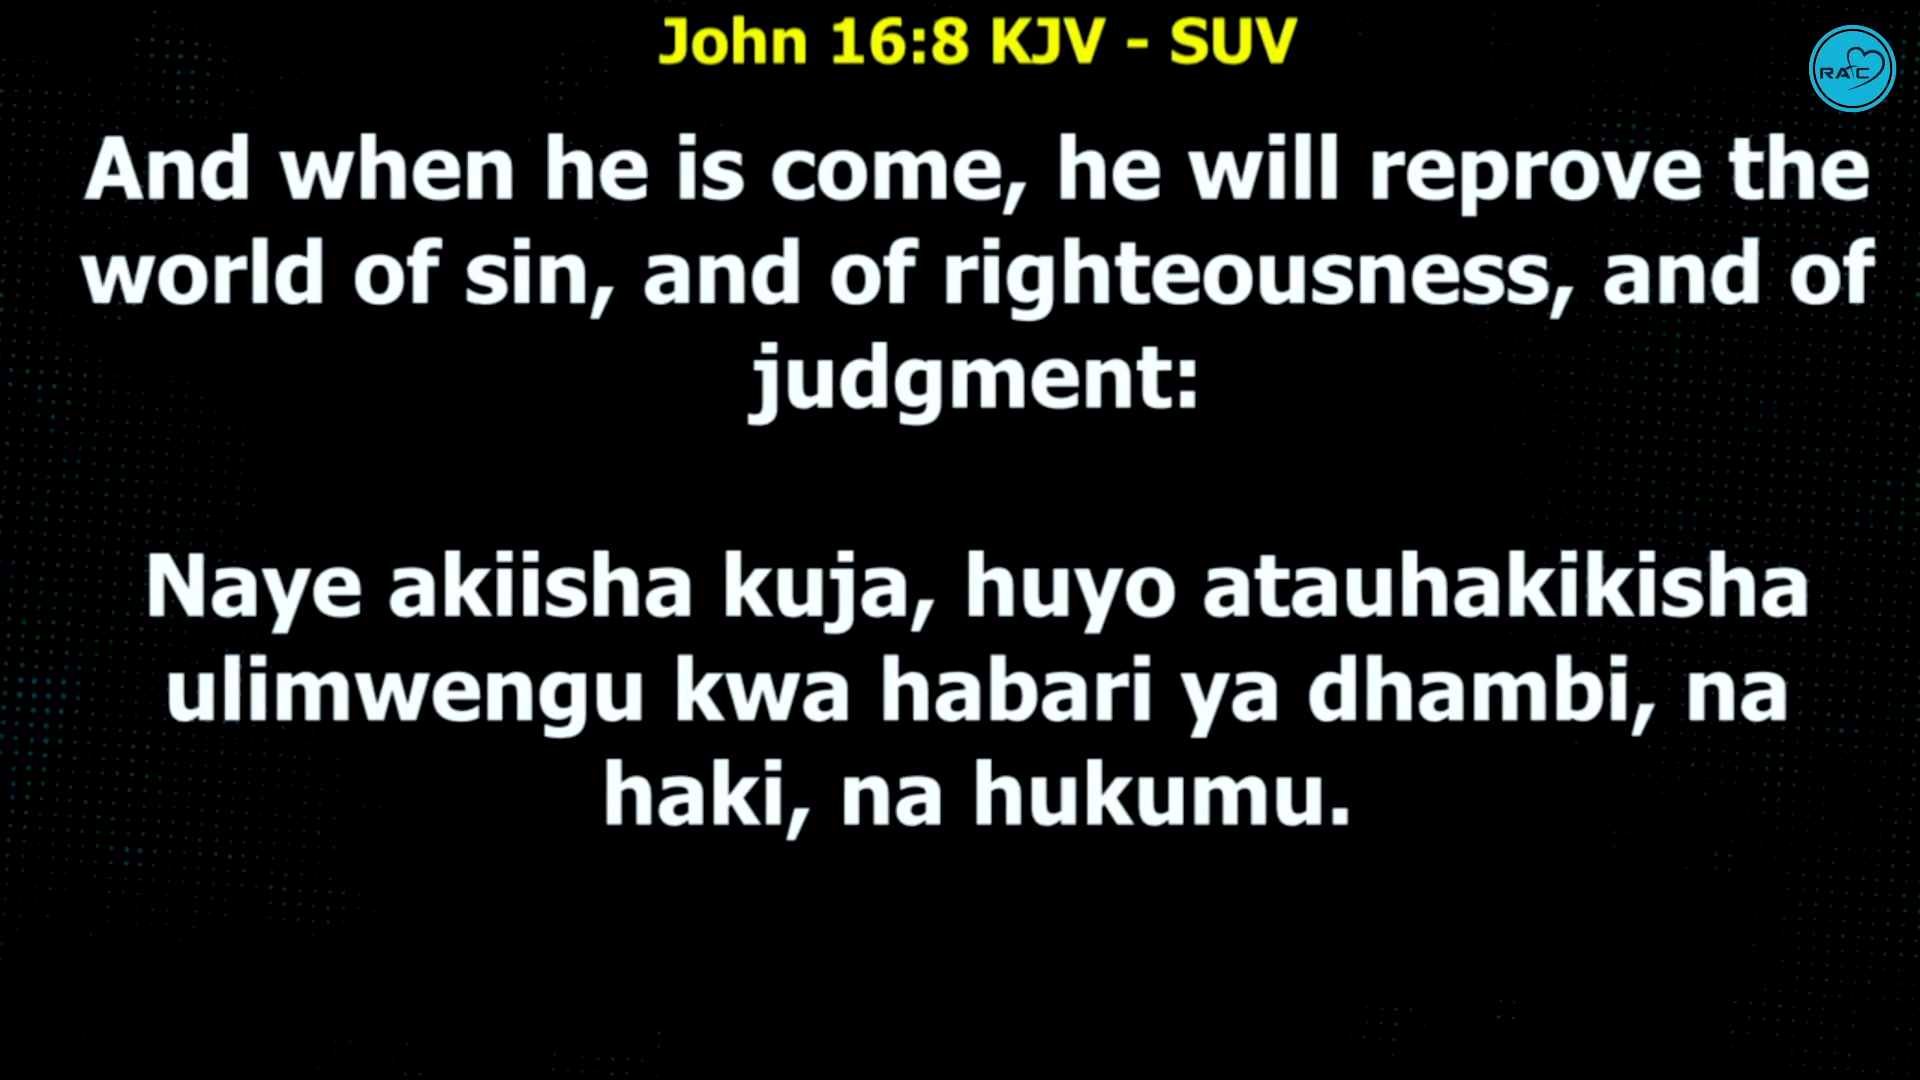 John 16:8 KJV - SUV
RAC
And when he is come, he will reprove the
world of sin, and of righteousness, and of
judgment:
Naye akiisha kuja, huyo atauhakikisha
ulimwengu kwa habari ya dhambi, na
haki, na hukumu.